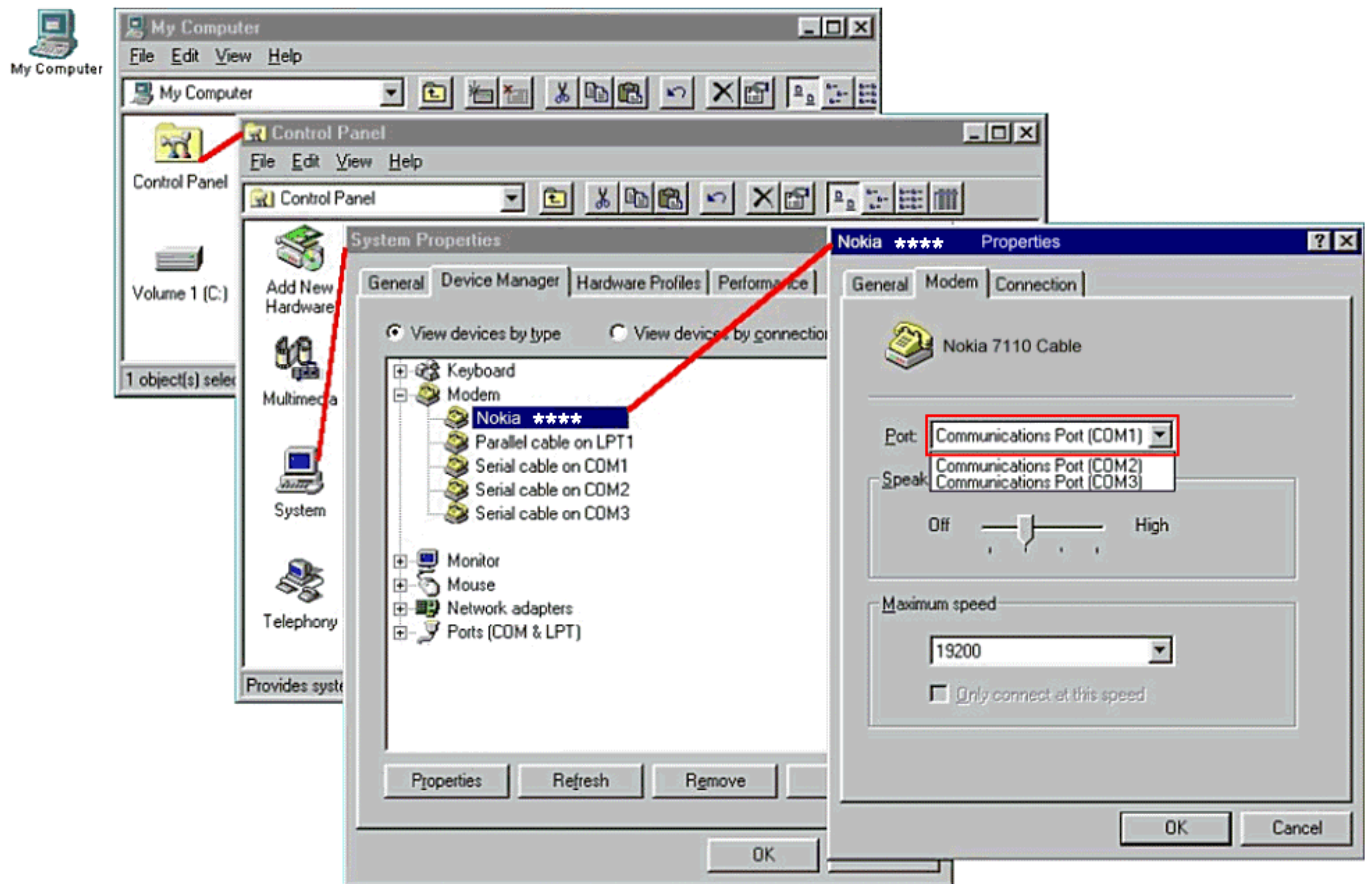 My Computer
My Computer
File Edit View Help
My Computer
Control Panel
Volume 1 (C:)
1 object(s) selec
Control Panel
File Edit View Help
Control Panel
Add New
Hardware
Multimedia
System
Telephony
Provides syste
System Properties
General Device Manager Hardware Profiles Performance
View devices by type View devices by connection
Keyboard
Modem
Nokia ****
Parallel cable on LPT1
Serial cable on COM1
Serial cable on COM2
Serial cable on COM3
Monitor
Mouse
Network adapters
Ports (COM & LPT)
Properties Refresh Remove
OK
Nokia **** Properties
General Modem Connection
Nokia 7110 Cable
Port: Communications Port (COM1)
Communications Port (COM2)
Communications Port (COM3)
Speak
Off High
Maximum speed
19200
Only connect at this speed
OK Cancel